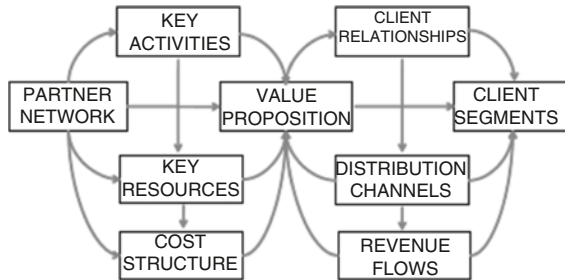 KEY
ACTIVITIES
CLIENT
RELATIONSHIPS
PARTNER
NETWORK
VALUE
PROPOSITION
CLIENT
SEGMENTS
KEY
RESOURCES
DISTRIBUTION
CHANNELS
COST
STRUCTURE
REVENUE
FLOWS